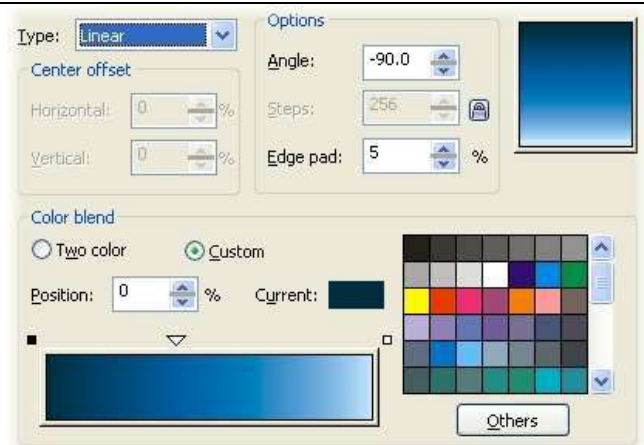 Type: Linear
Center offset
Horizontal: 0 %
Vertical: 0 %
Options
Angle: -90.0
Steps: 256
Edge pad: 5 %
Color blend
Two color Custom
Position: 0 % Current:
Others